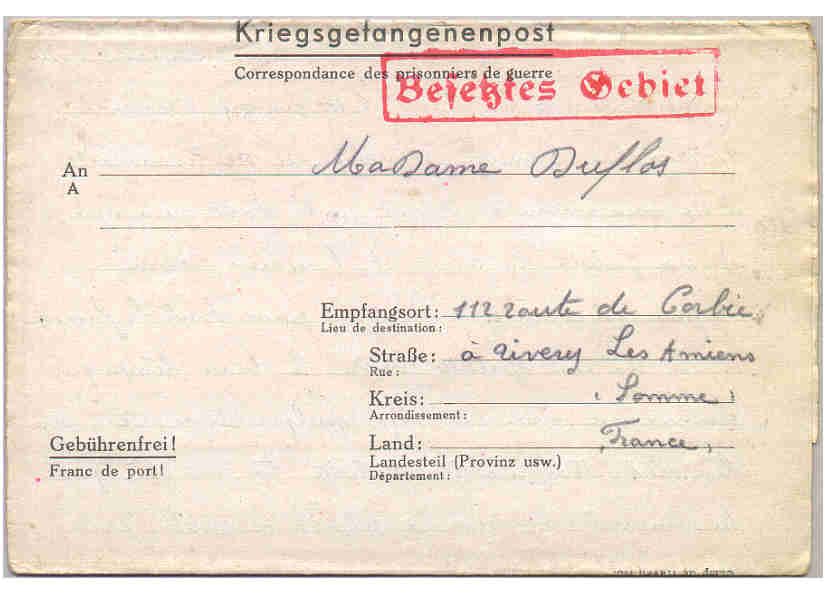 Kriegsgefangenenpost
Correspondance des prisonniers de guerre
Besetztes Gebiet
An Madame Duflos
A
Empfangsort: 112 route de Corbie
Lieu de destination:
Straße: à Rivery Les Amiens
Rue:
Kreis: (Somme)
Arrondissement:
Gebührenfrei!
Land: France
Franc de port!
Landesteil (Provinz usw.)
Département: